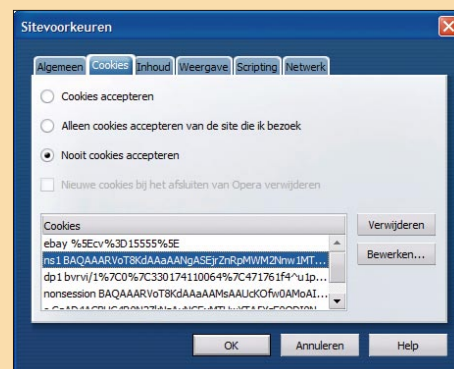 Sitevoorkeuren
Algemeen Cookies Inhoud Weergave Scripting Netwerk
Cookies accepteren
Alleen cookies accepteren van de site die ik bezoek
Nooit cookies accepteren
Nieuwe cookies bij het afsluiten van Opera verwijderen
Cookies
Verwijderen
ebay %5Ecv%3D15555%5E
ns1 BAQAAARVoT8KdAAaAANgASEjrZnRpMWM2Nnw1MT...
Bewerken...
dp1 bvrvi/1%7C0%7C330174110064%7C471761f4^u1p...
nonsession BAQAAARVoT8KdAAaAAMsAAUcKOfw0AMoAI...
OK Annuleren Help